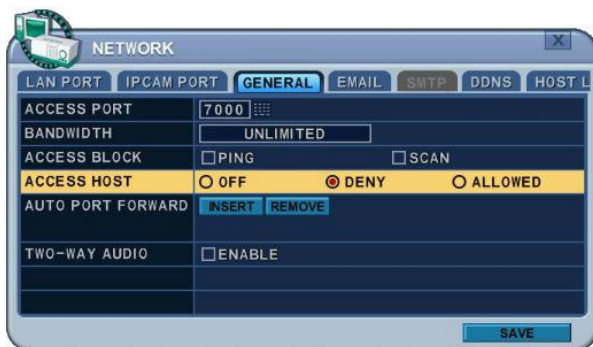 NETWORK
X
LAN PORT IPCAM PORT GENERAL EMAIL SMTP DDNS HOST L
ACCESS PORT 7000
BANDWIDTH UNLIMITED
ACCESS BLOCK PING SCAN
ACCESS HOST OFF DENY ALLOWED
AUTO PORT FORWARD INSERT REMOVE
TWO-WAY AUDIO ENABLE
SAVE